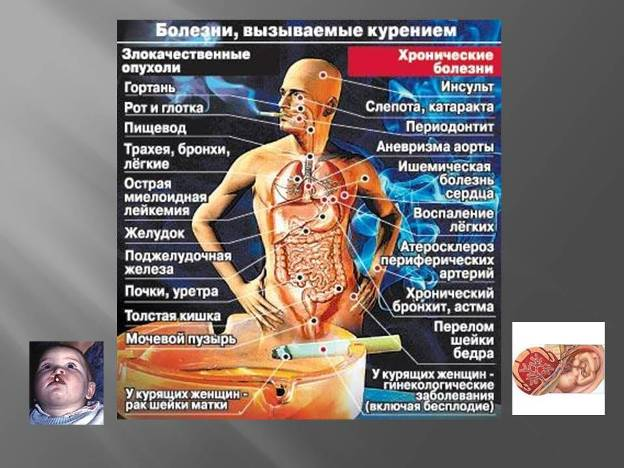 Болезни, вызываемые курением
Злокачественные
опухоли
Гортань
Рот и глотка
Пищевод
Трахея, бронхи,
лёгкие
Острая
миелоидная
лейкемия
Желудок
Поджелудочная
железа
Почки, уретра
Толстая кишка
Мочевой пузырь
У курящих женщин -
рак шейки матки
Хронические
болезни
Инсульт
Слепота, катаракта
Периодонтит
Аневризма аорты
Ишемическая
болезнь
сердца
Воспаление
лёгких
Атеросклероз
периферических
артерий
Хронический
бронхит, астма
Перелом
шейки
бедра
У курящих женщин -
гинекологические
заболевания
(включая бесплодие)